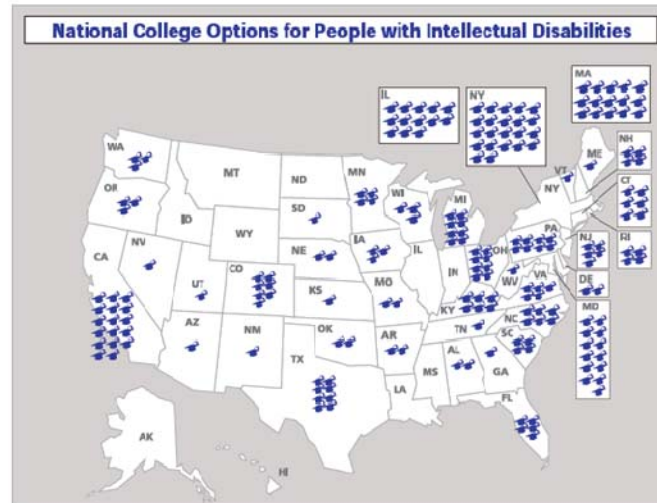 National College Options for People with Intellectual Disabilities
MA
IL
NY
NH
WA
ME
VT
MT
ND
MN
OR
NY
CT
WI
SD
MI
ID
WY
PA
NJ
RI
IA
NE
NV
OH
CA
IL
IN
DE
UT
CO
WV
VA
MD
KS
MO
KY
NC
TN
AZ
OK
NM
AR
SC
TX
AL
MS
GA
LA
FL
AK
HI